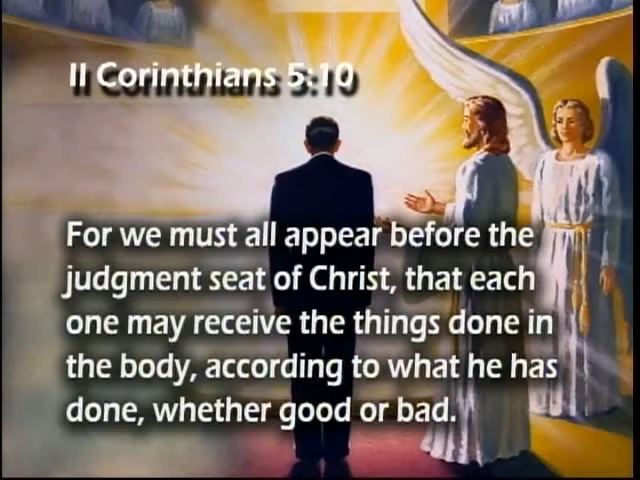 II Corinthians 5:10
For we must all appear before the
judgment seat of Christ, that each
one may receive the things done in
the body, according to what he has
done, whether good or bad.